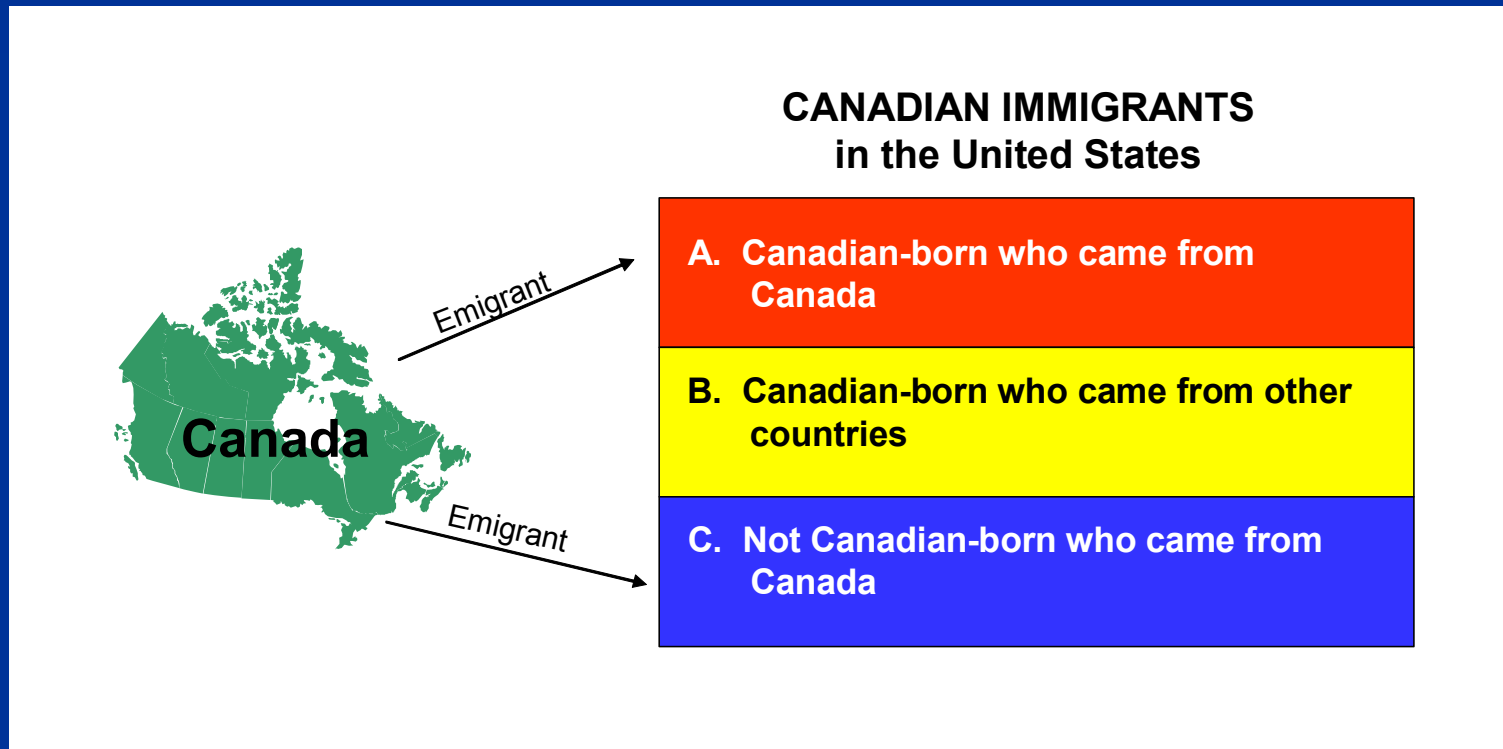 CANADIAN IMMIGRANTS
in the United States
Emigrant
A. Canadian-born who came from
Canada
B. Canadian-born who came from other
countries
Canada
Emigrant
C. Not Canadian-born who came from
Canada